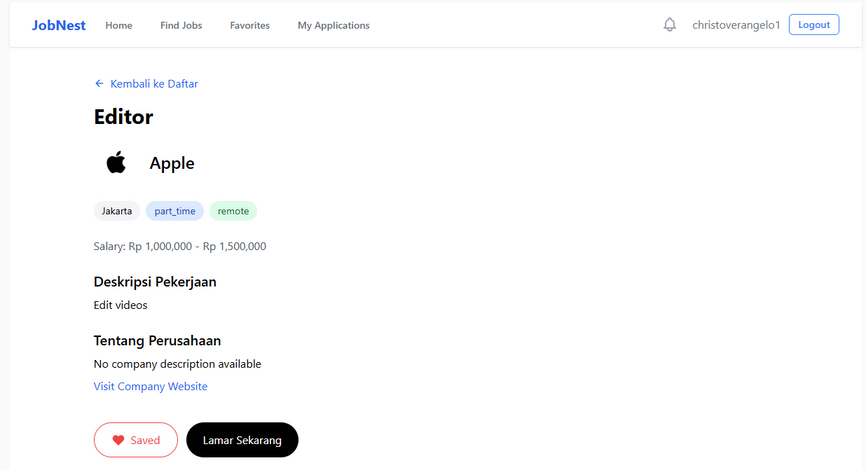 JobNest Home Find Jobs Favorites My Applications christoverangelo1 Logout
← Kembali ke Daftar
Editor
Apple
Jakarta part_time remote
Salary: Rp 1,000,000 - Rp 1,500,000
Deskripsi Pekerjaan
Edit videos
Tentang Perusahaan
No company description available
Visit Company Website
Saved Lamar Sekarang